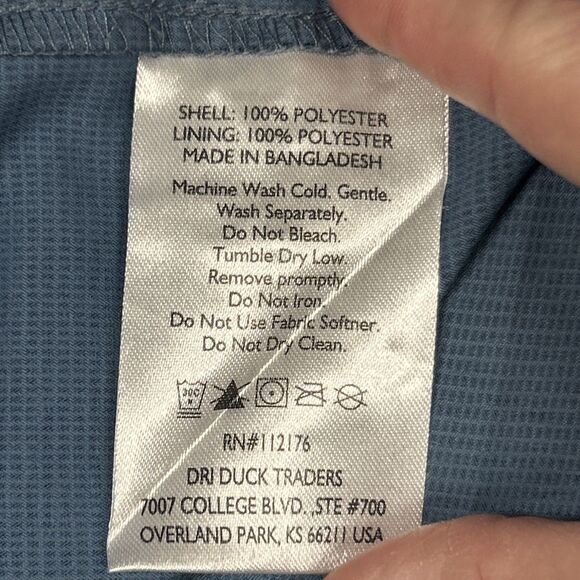 SHELL: 100% POLYESTER
LINING: 100% POLYESTER
MADE IN BANGLADESH
Machine Wash Cold. Gentle.
Wash Separately.
Do Not Bleach.
Tumble Dry Low.
Remove promptly.
Do Not Iron.
Do Not Use Fabric Softner.
Do Not Dry Clean.
30C
RN#112176
DRI DUCK TRADERS
7007 COLLEGE BLVD. ,STE #700
OVERLAND PARK, KS 66211 USA